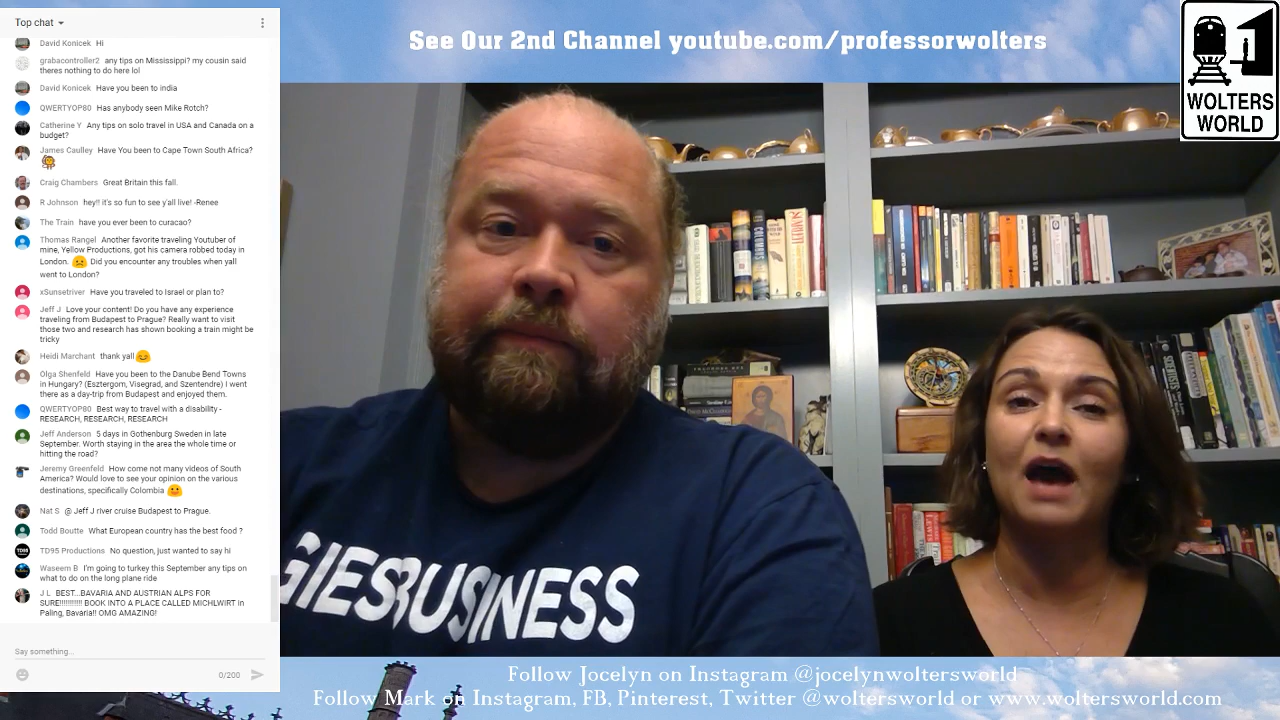 Top chat
David Konicek Hi
grabacontroller2 any tips on Mississippi? my cousin said
theres nothing to do here lol
David Konicek Have you been to india
QWERTYOP80 Has anybody seen Mike Rotch?
Catherine Y Any tips on solo travel in USA and Canada on a
budget?
James Caulley Have You been to Cape Town South Africa?
Craig Chambers Great Britain this fall.
R Johnson hey!! it's so fun to see y'all live! -Renee
The Train have you ever been to curacao?
Thomas Rangel Another favorite traveling Youtuber of
mine, Yellow Productions, got his camera robbed today in
London. Did you encounter any troubles when yall
went to London?
xSunsetriver Have you traveled to Israel or plan to?
Jeff J Love your content! Do you have any experience
traveling from Budapest to Prague? Really want to visit
those two and research has shown booking a train might be
tricky
Heidi Marchant thank yall
Olga Shenfeld Have you been to the Danube Bend Towns
in Hungary? (Esztergom, Visegrad, and Szentendre) I went
there as a day-trip from Budapest and enjoyed them.
QWERTYOP80 Best way to travel with a disability -
RESEARCH, RESEARCH, RESEARCH
Jeff Anderson 5 days in Gothenburg Sweden in late
September. Worth staying in the area the whole time or
hitting the road?
Jeremy Greenfeld How come not many videos of South
America? Would love to see your opinion on the various
destinations, specifically Colombia
Nat S @ Jeff J river cruise Budapest to Prague.
Todd Boutte What European country has the best food ?
TD95 Productions No question, just wanted to say hi
Waseem B I'm going to turkey this September any tips on
what to do on the long plane ride
J L BEST...BAVARIA AND AUSTRIAN ALPS FOR
SURE!!!!!!!!!!! BOOK INTO A PLACE CALLED MICHLWIRT in
Paling, Bavaria!! OMG AMAZING!
Say something...
0/200
See Our 2nd Channel youtube.com/professorwolters
WOLTERS
WORLD
GIESBUSINESS
Follow Jocelyn on Instagram @jocelynwoltersworld
Follow Mark on Instagram, FB, Pinterest, Twitter @woltersworld or www.woltersworld.com